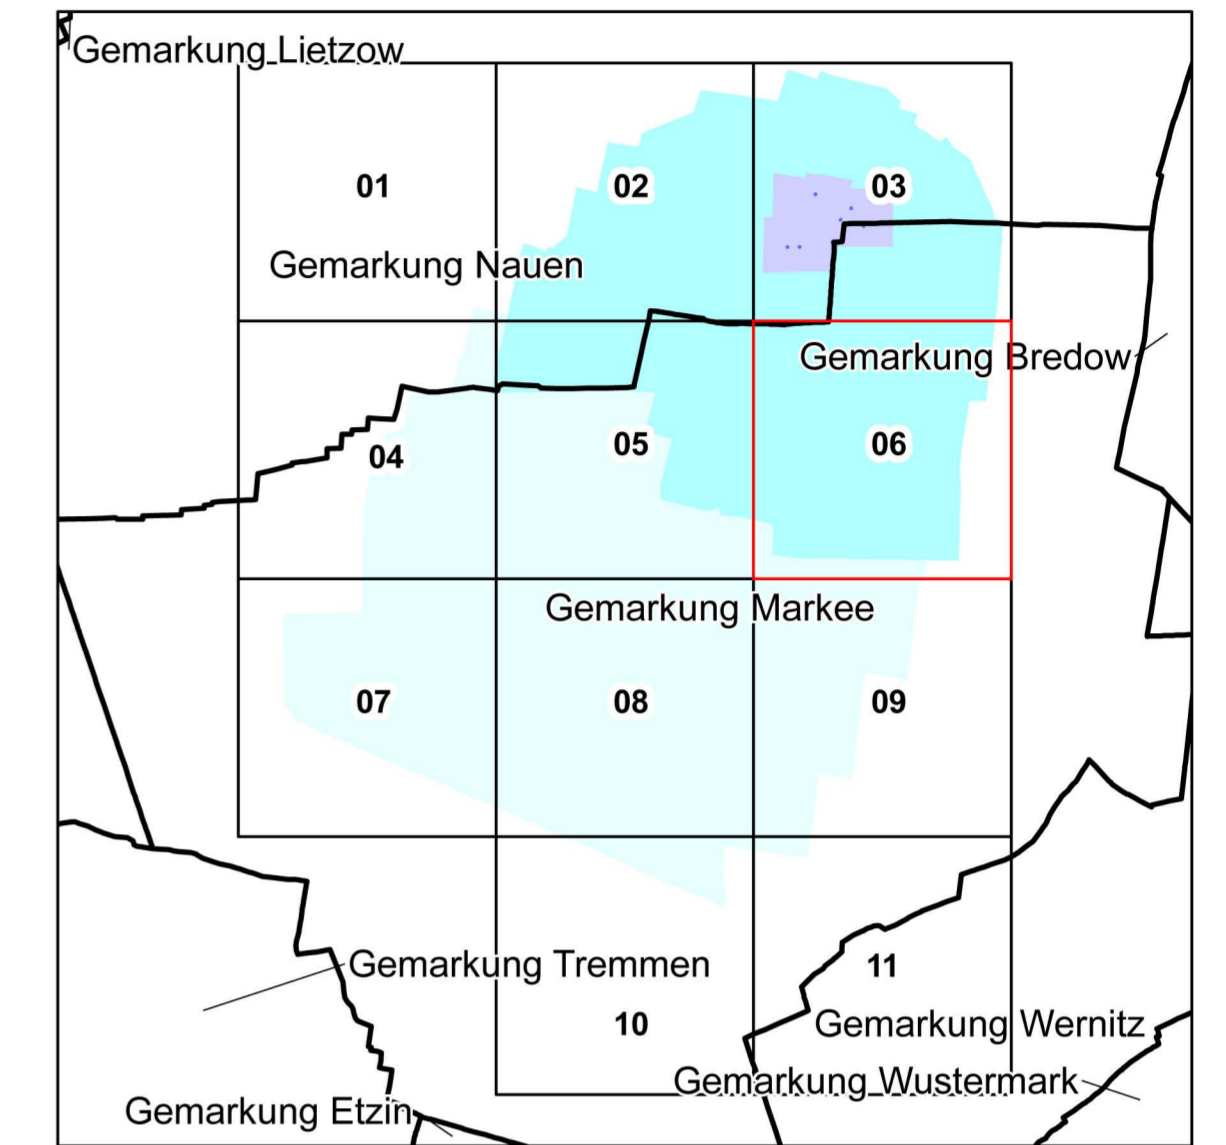 Gemarkung Lietzow
01
02
03
Gemarkung Nauen
Gemarkung Bredow
04
05
06
Gemarkung Markee
07
08
09
Gemarkung Tremmen
11
10
Gemarkung Wernitz
Gemarkung Wustermark
Gemarkung Etzin